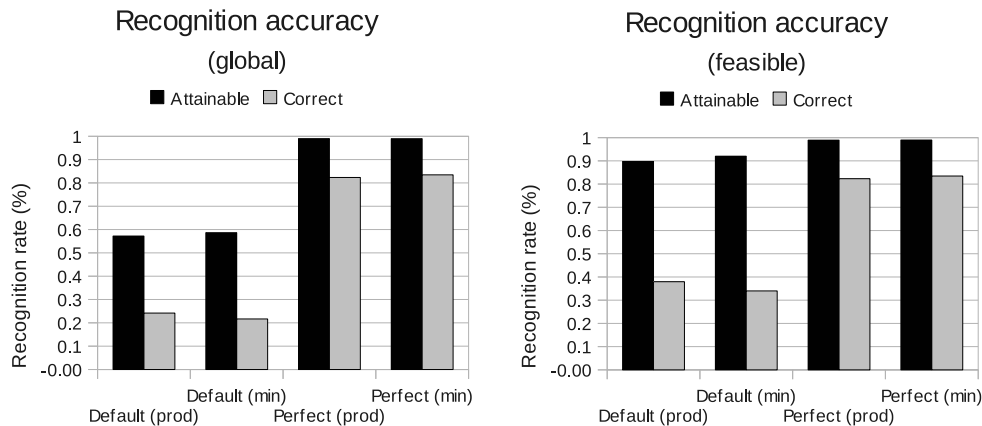 Recognition accuracy
(global)
Attainable Correct
Recognition rate (%)
1
0.9
0.8
0.7
0.6
0.5
0.4
0.3
0.2
0.1
-0.00
Default (prod)
Default (min)
Perfect (prod)
Perfect (min)
Recognition accuracy
(feasible)
Attainable Correct
Recognition rate (%)
1
0.9
0.8
0.7
0.6
0.5
0.4
0.3
0.2
0.1
-0.00
Default (prod)
Default (min)
Perfect (prod)
Perfect (min)